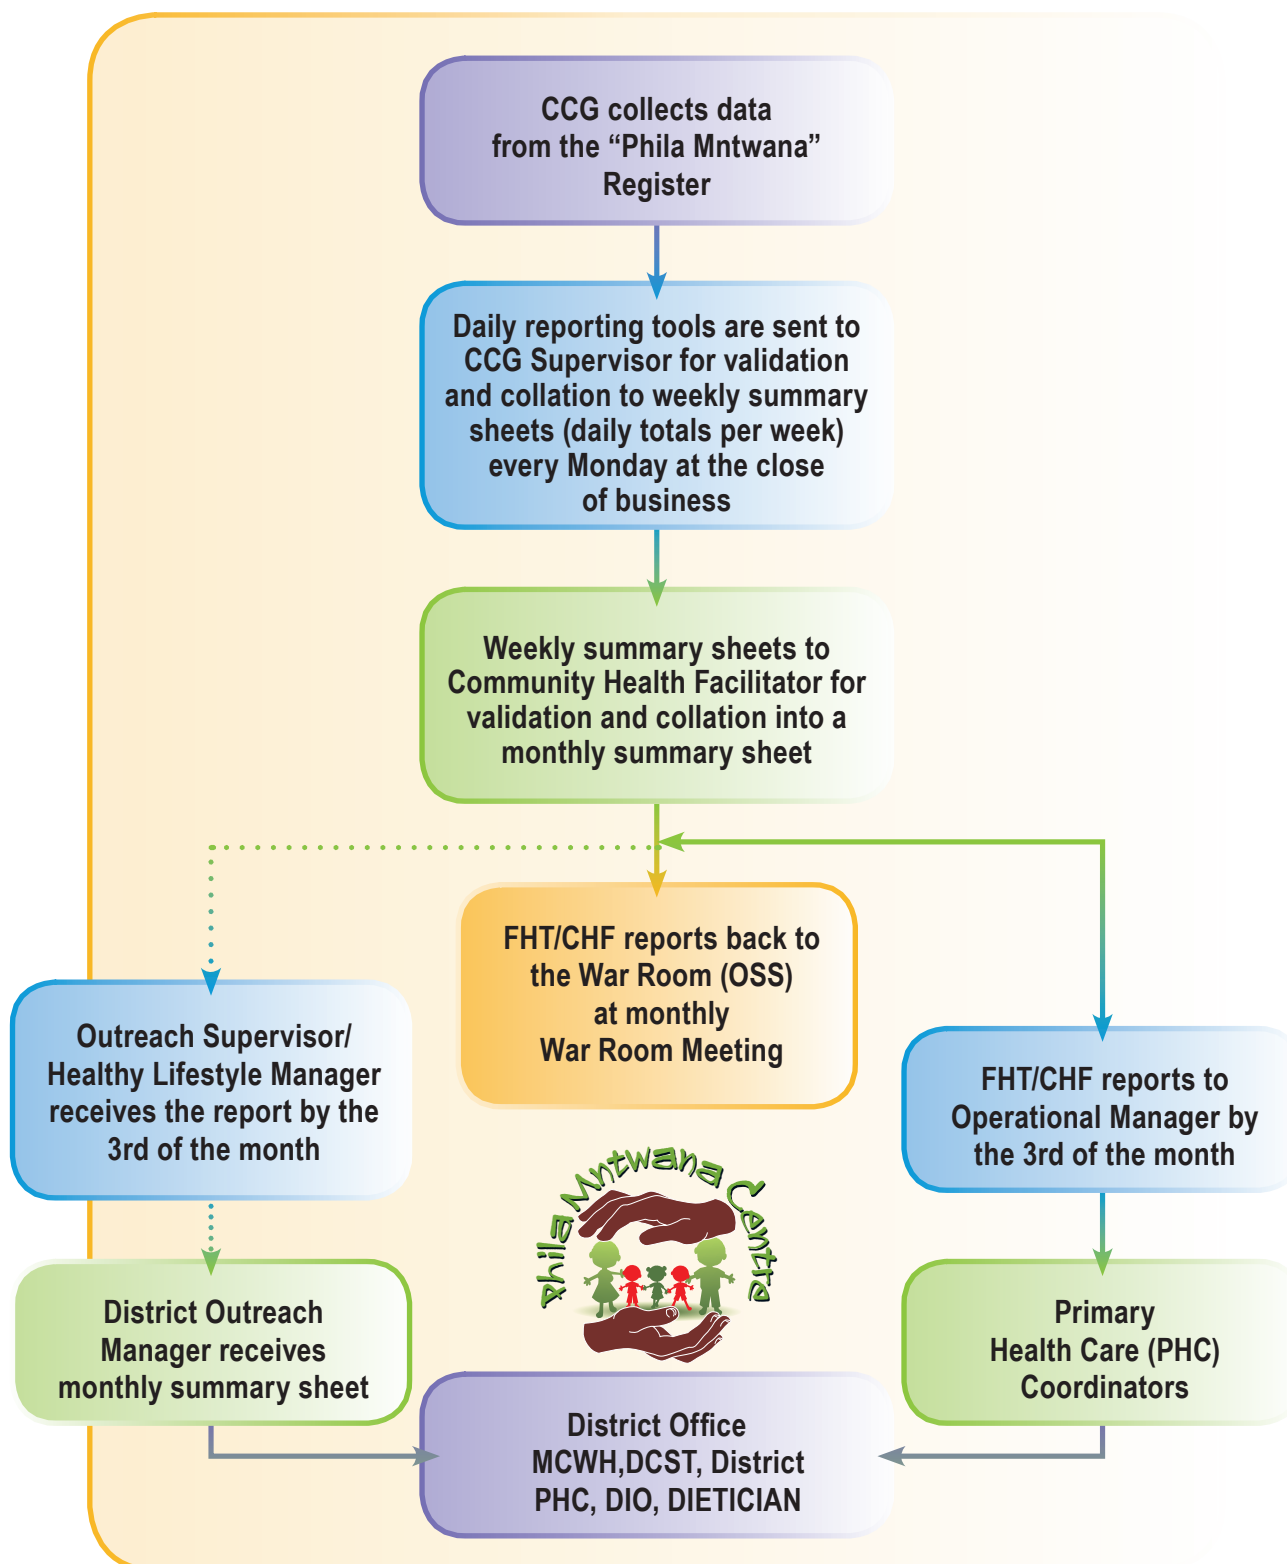 CCG collects data
from the “Phila Mntwana”
Register
Daily reporting tools are sent to
CCG Supervisor for validation
and collation to weekly summary
sheets (daily totals per week)
every Monday at the close
of business
Weekly summary sheets to
Community Health Facilitator for
validation and collation into a
monthly summary sheet
FHT/CHF reports back to
the War Room (OSS)
at monthly
War Room Meeting
Outreach Supervisor/
Healthy Lifestyle Manager
receives the report by the
3rd of the month
FHT/CHF reports to
Operational Manager by
the 3rd of the month
Phila Mntwana Centre
District Outreach
Manager receives
monthly summary sheet
Primary
Health Care (PHC)
Coordinators
District Office
MCWH,DCST, District
PHC, DIO, DIETICIAN